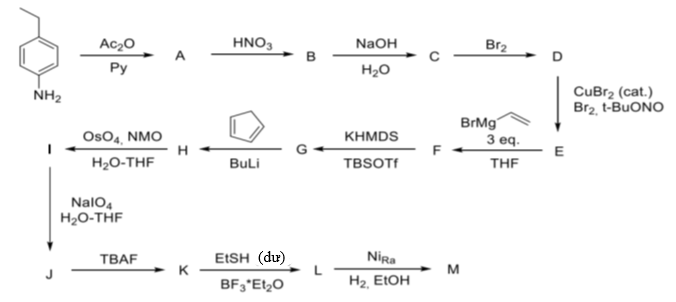 NH2
Ac2O
Py
A
HNO3
B
NaOH
H2O
C
Br2
D
CuBr2 (cat.)
Br2, t-BuONO
E
BrMg
3 eq.
THF
F
KHMDS
TBSOTf
G
BuLi
H
OsO4, NMO
H2O-THF
I
NaIO4
H2O-THF
J
TBAF
K
EtSH (dư)
BF3*Et2O
L
NiRa
H2, EtOH
M